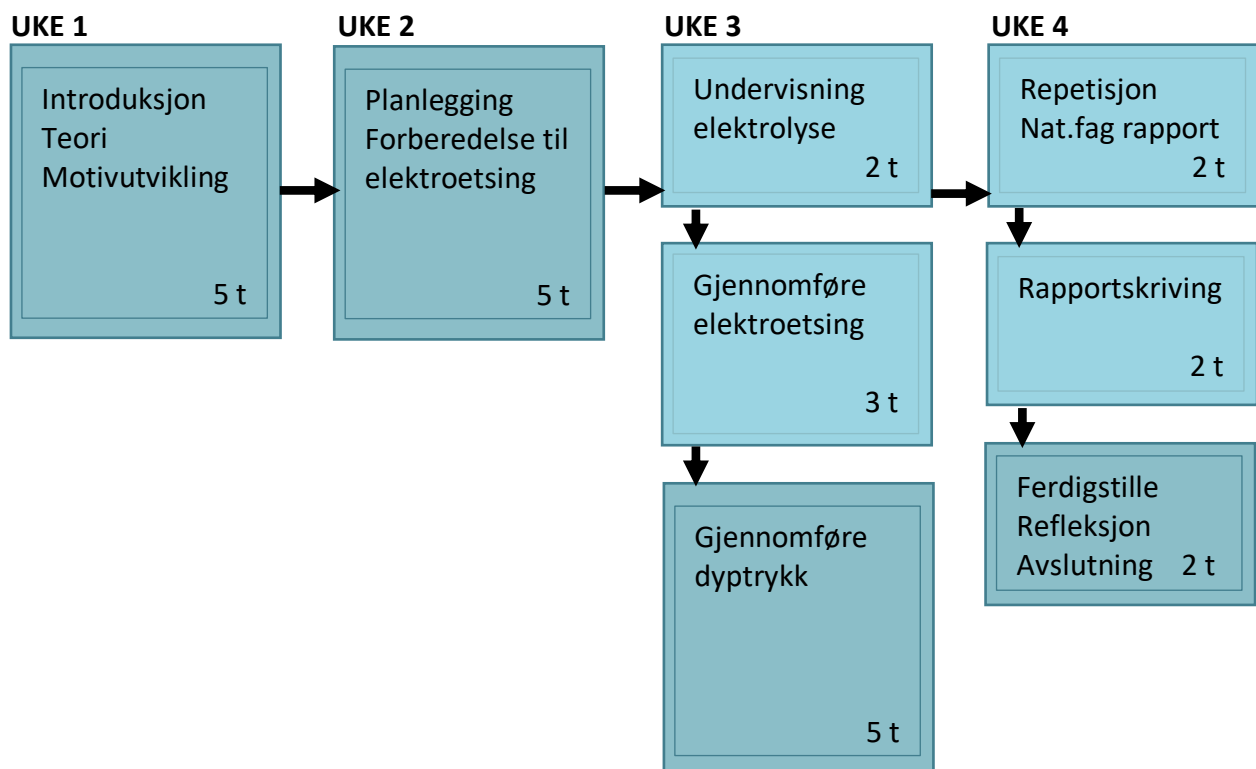 UKE 1
Introduksjon
Teori
Motivutvikling
5 t
UKE 2
Planlegging
Forberedelse til
elektroetsing
5 t
UKE 3
Undervisning
elektrolyse
2 t
Gjennomføre
elektroetsing
3 t
Gjennomføre
dyptrykk
5 t
UKE 4
Repetisjon
Nat.fag rapport
2 t
Rapportskriving
2 t
Ferdigstille
Refleksjon
Avslutning 2 t